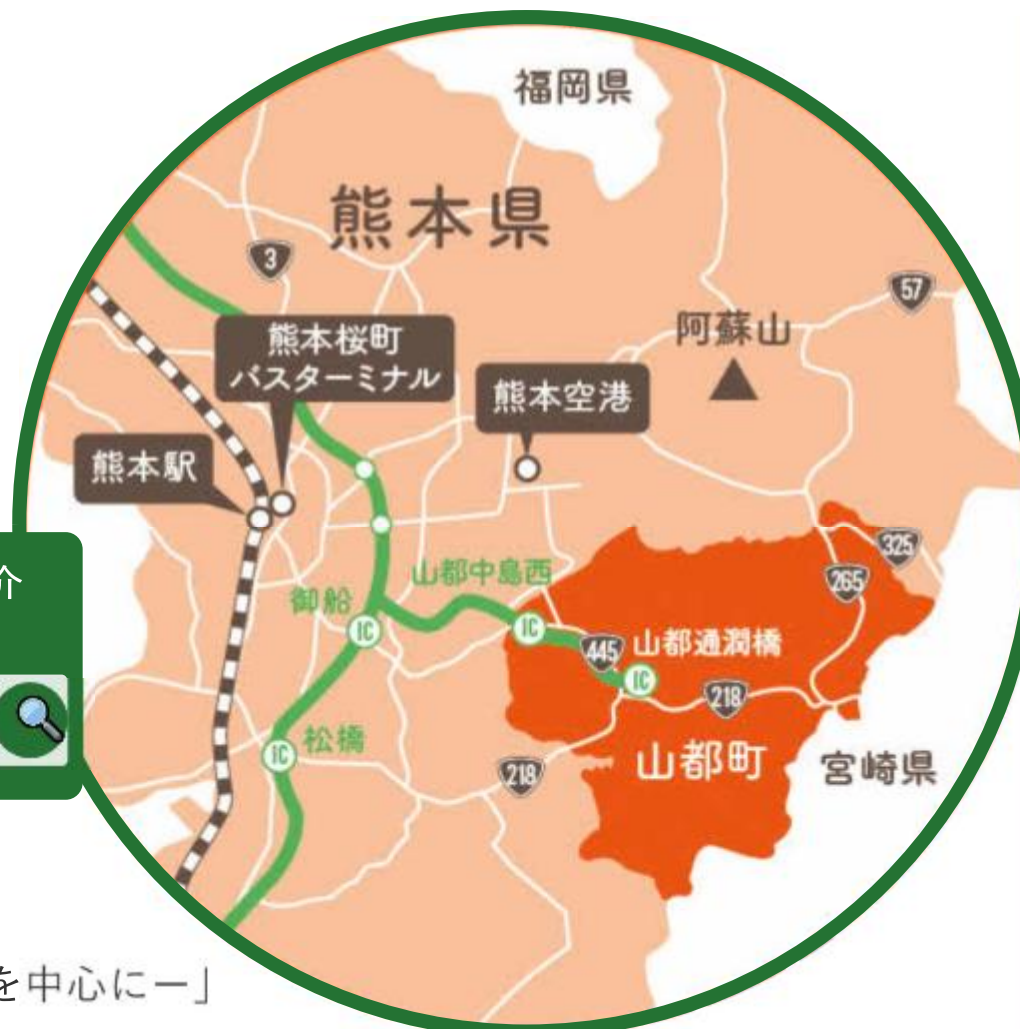 福岡県
熊本県
3
57
阿蘇山
熊本桜町
バスターミナル
熊本空港
熊本駅
325
265
介
山都中島西
御船
IC
IC
445
山都通潤橋
IC
218
松橋
IC
218
山都町
宮崎県
を中心にー」